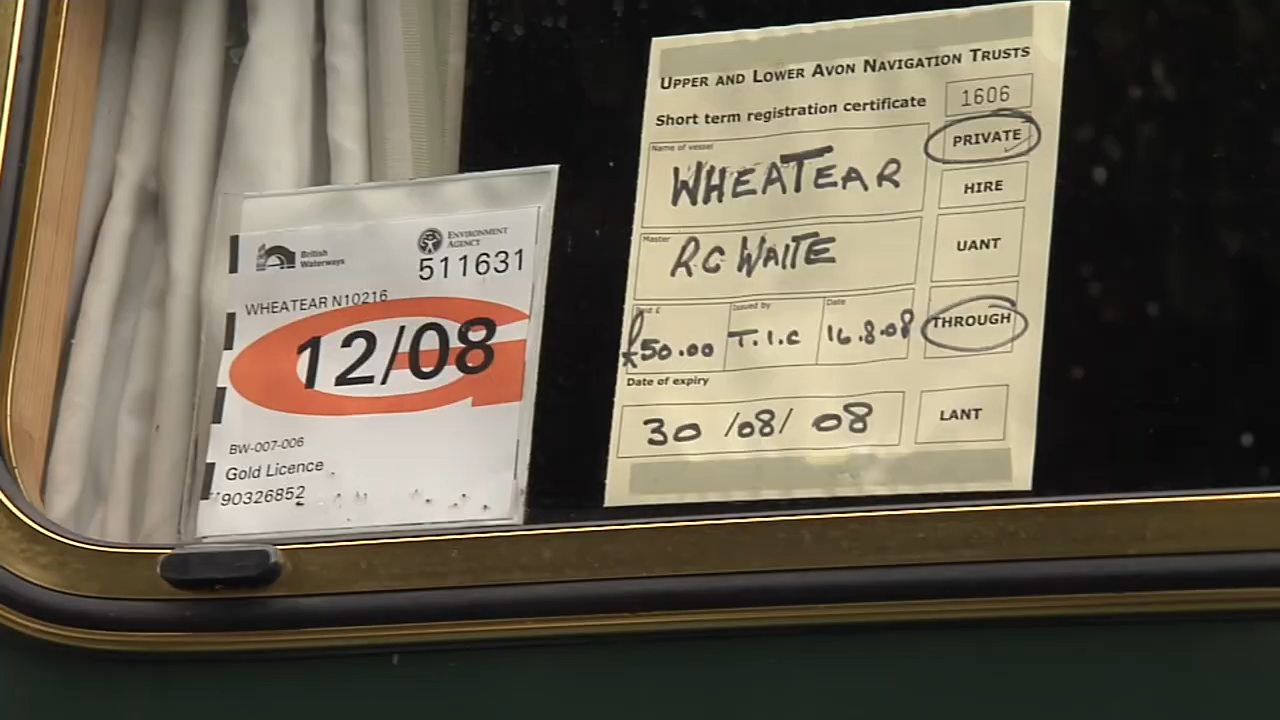 British
Waterways
ENVIRONMENT
AGENCY
511631
WHEATEAR N10216
12/08
BW-007-006
Gold Licence
90326852
UPPER AND LOWER AVON NAVIGATION TRUSTS
Short term registration certificate
1606
Name of vessel
WHEATEAR
PRIVATE
HIRE
Master
RC WAITE
UANT
Issued by
Date
£50.00
T.I.C
16.8.08
THROUGH
Date of expiry
30/08/08
LANT